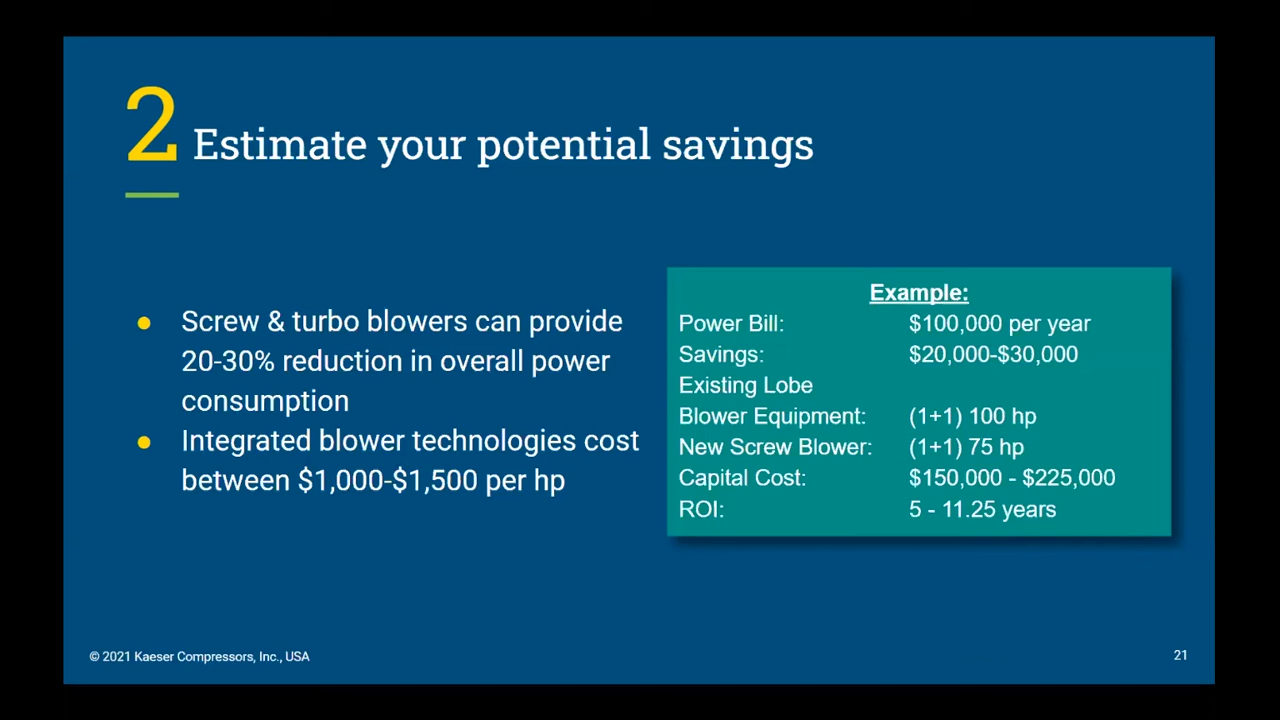 2 Estimate your potential savings
● Screw & turbo blowers can provide
20-30% reduction in overall power
consumption
● Integrated blower technologies cost
between $1,000-$1,500 per hp
Example:
Power Bill: $100,000 per year
Savings: $20,000-$30,000
Existing Lobe
Blower Equipment: (1+1) 100 hp
New Screw Blower: (1+1) 75 hp
Capital Cost: $150,000 - $225,000
ROI: 5 - 11.25 years
© 2021 Kaeser Compressors, Inc., USA
21